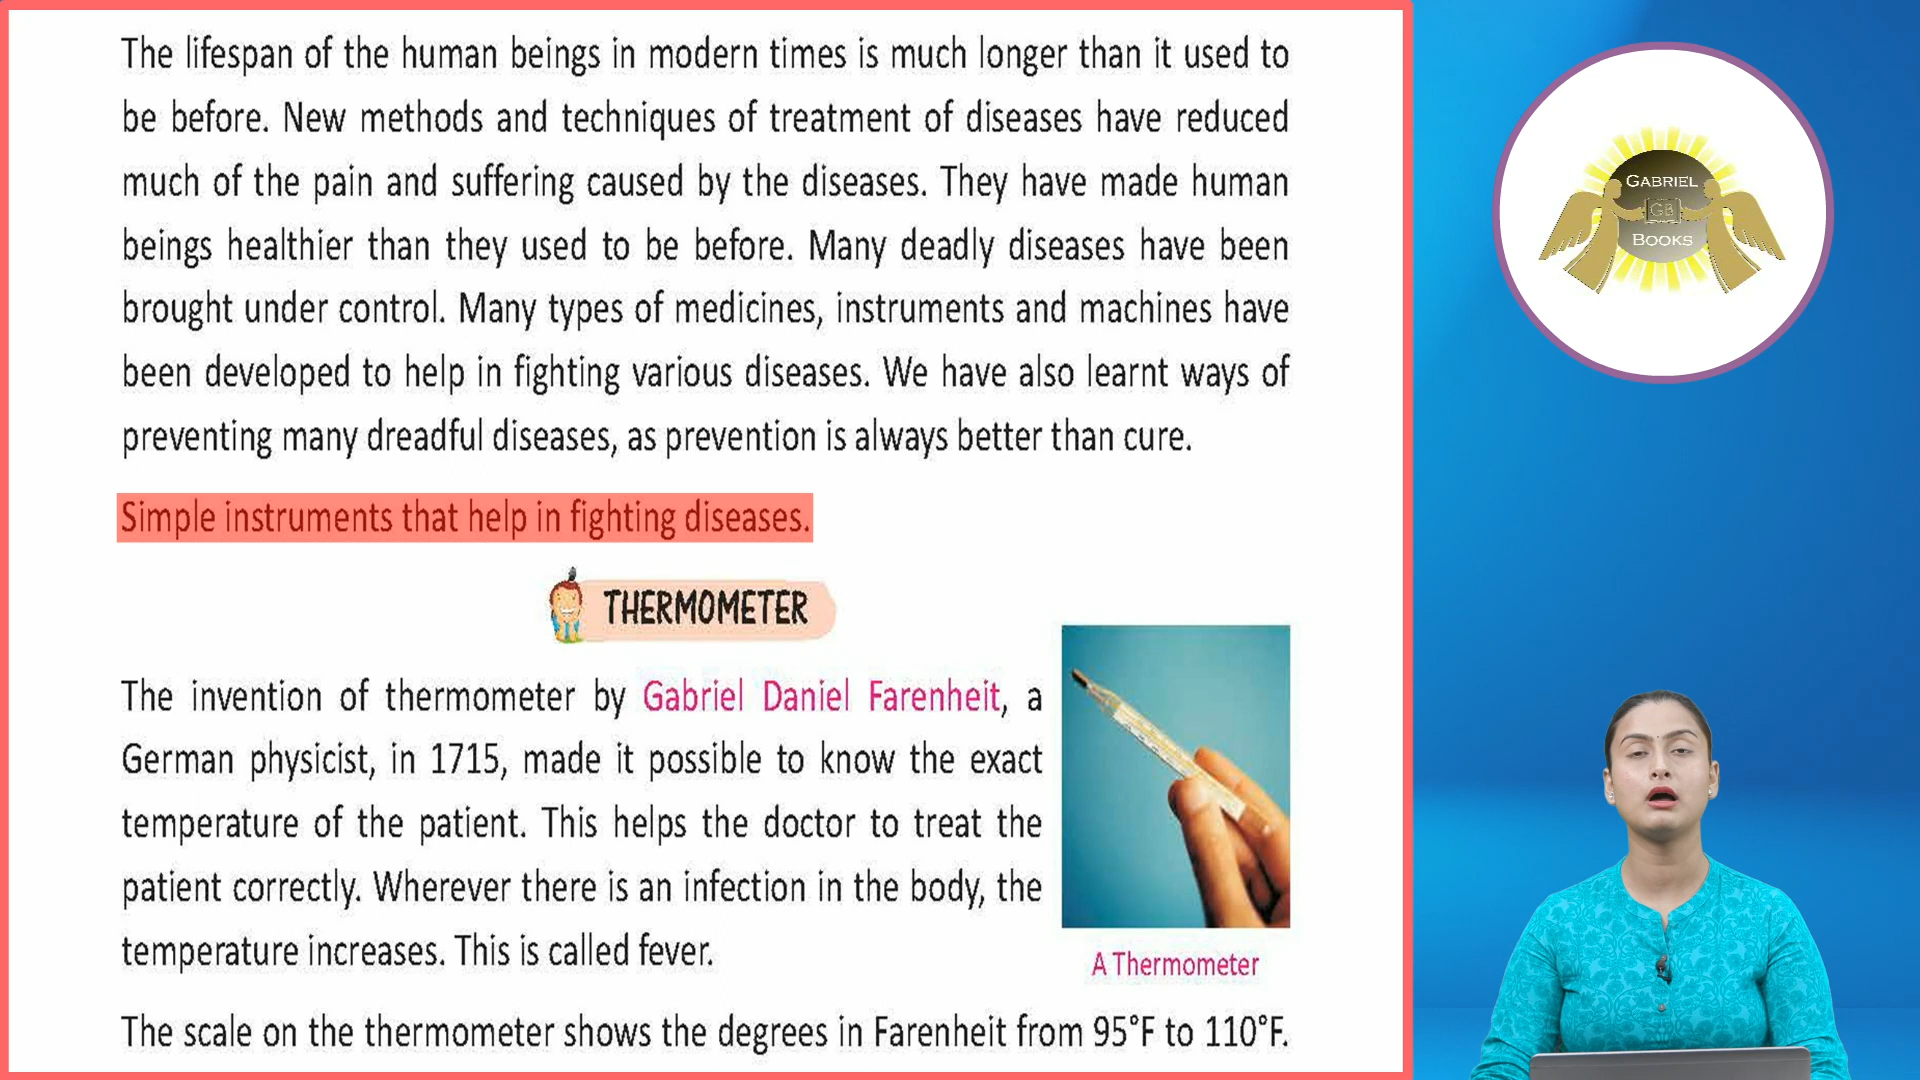 The lifespan of the human beings in modern times is much longer than it used to
be before. New methods and techniques of treatment of diseases have reduced
much of the pain and suffering caused by the diseases. They have made human
beings healthier than they used to be before. Many deadly diseases have been
brought under control. Many types of medicines, instruments and machines have
been developed to help in fighting various diseases. We have also learnt ways of
preventing many dreadful diseases, as prevention is always better than cure.
Simple instruments that help in fighting diseases.
THERMOMETER
The invention of thermometer by Gabriel Daniel Farenheit, a
German physicist, in 1715, made it possible to know the exact
temperature of the patient. This helps the doctor to treat the
patient correctly. Wherever there is an infection in the body, the
temperature increases. This is called fever.
A Thermometer
The scale on the thermometer shows the degrees in Farenheit from 95°F to 110°F.
GABRIEL
GB
BOOKS